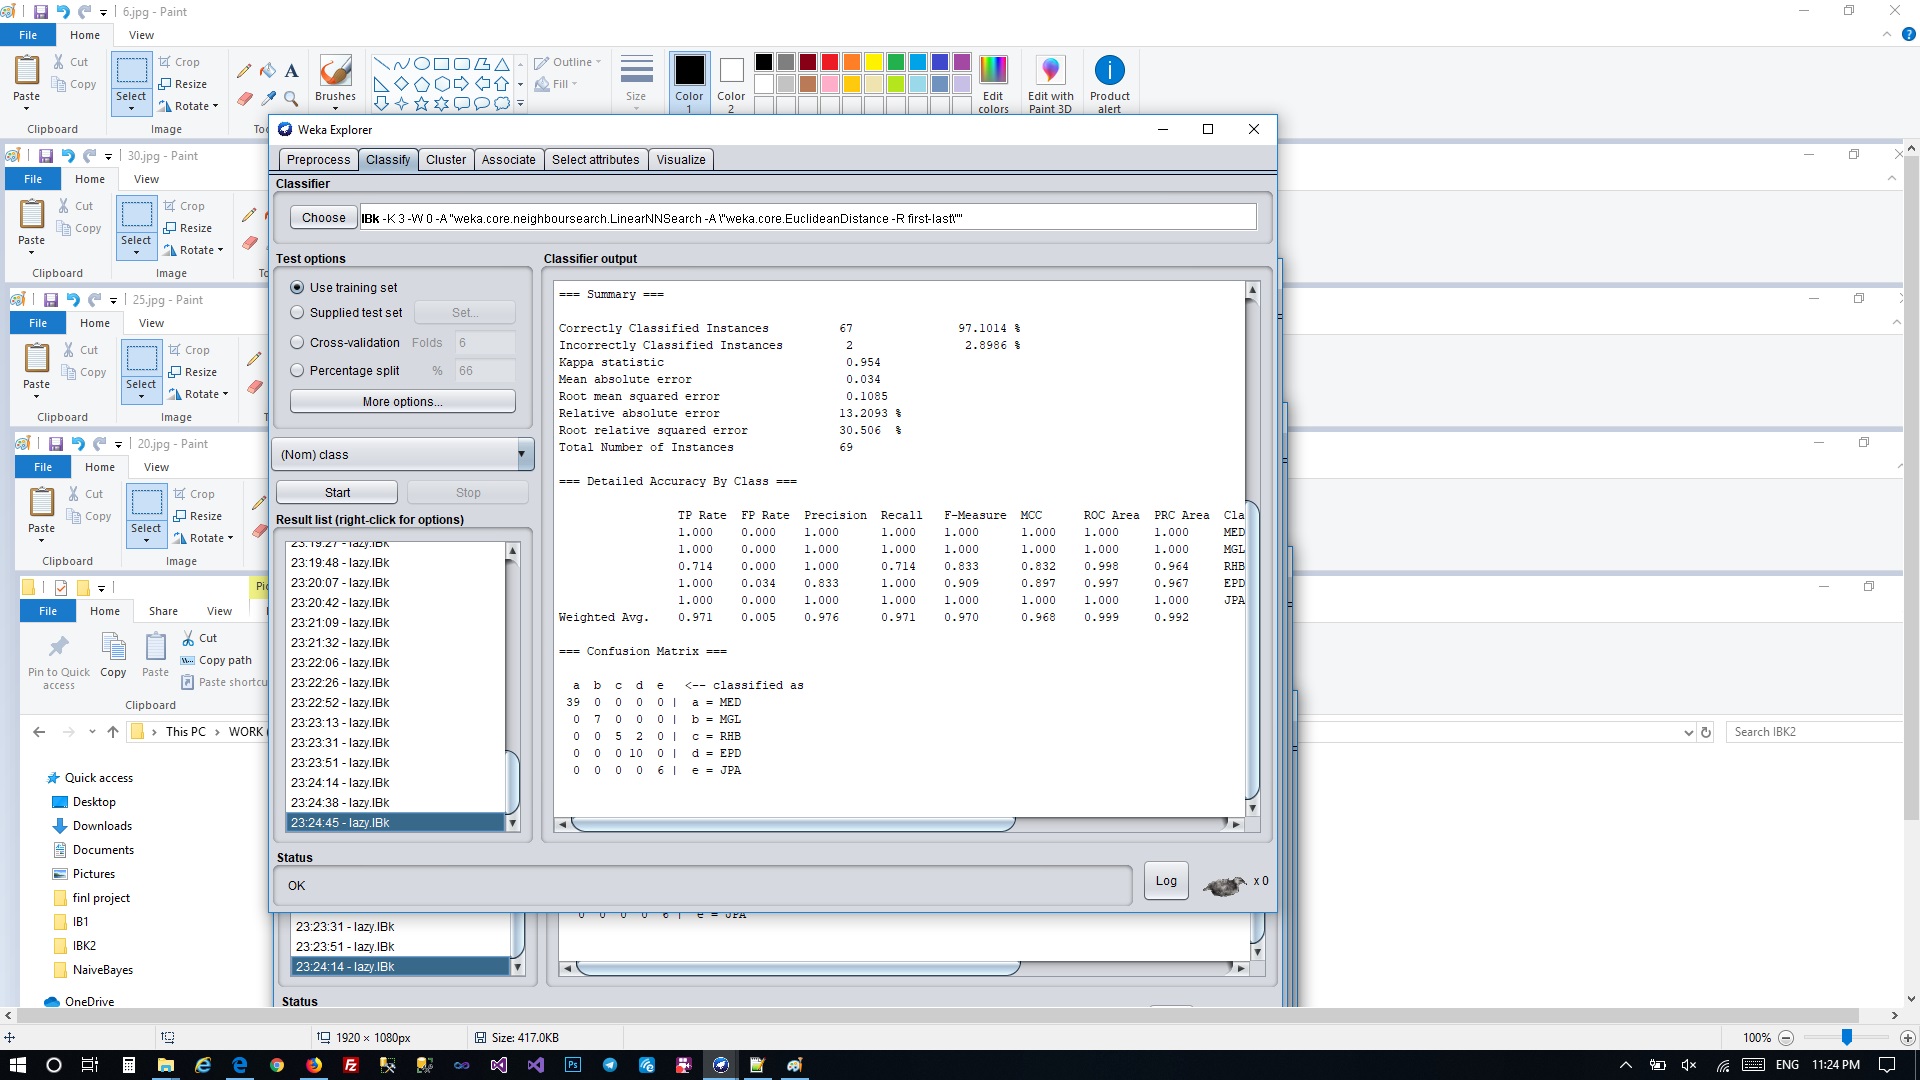 6.jpg - Paint
File Home View
Paste Cut Copy Clipboard
Select Crop Resize Rotate Image
Brushes
Outline Fill
Size
Color 1 Color 2
Edit colors
Edit with Paint 3D
Product alert
30.jpg - Paint
File Home View
Paste Cut Copy Clipboard
Select Crop Resize Rotate Image
25.jpg - Paint
File Home View
Paste Cut Copy Clipboard
Select Crop Resize Rotate Image
20.jpg - Paint
File Home View
Paste Cut Copy Clipboard
Select Crop Resize Rotate Image
File Home Share View
Pin to Quick access
Copy
Paste
Cut
Copy path
Paste shortcu
Clipboard
This PC WORK
Search IBK2
Quick access
Desktop
Downloads
Documents
Pictures
finl project
IB1
IBK2
NaiveBayes
OneDrive
Weka Explorer
Preprocess Classify Cluster Associate Select attributes Visualize
Classifier
Choose IBk -K 3 -W 0 -A "weka.core.neighboursearch.LinearNNSearch -A \"weka.core.EuclideanDistance -R first-last\""
Test options
Use training set
Supplied test set Set...
Cross-validation Folds 6
Percentage split % 66
More options...
(Nom) class
Start Stop
Result list (right-click for options)
23:19:27 - lazy.IBk
23:19:48 - lazy.IBk
23:20:07 - lazy.IBk
23:20:42 - lazy.IBk
23:21:09 - lazy.IBk
23:21:32 - lazy.IBk
23:22:06 - lazy.IBk
23:22:26 - lazy.IBk
23:22:52 - lazy.IBk
23:23:13 - lazy.IBk
23:23:31 - lazy.IBk
23:23:51 - lazy.IBk
23:24:14 - lazy.IBk
23:24:38 - lazy.IBk
23:24:45 - lazy.IBk
Classifier output
=== Summary ===
Correctly Classified Instances 67 97.1014 %
Incorrectly Classified Instances 2 2.8986 %
Kappa statistic 0.954
Mean absolute error 0.034
Root mean squared error 0.1085
Relative absolute error 13.2093 %
Root relative squared error 30.506 %
Total Number of Instances 69
=== Detailed Accuracy By Class ===
TP Rate FP Rate Precision Recall F-Measure MCC ROC Area PRC Area Cla
1.000 0.000 1.000 1.000 1.000 1.000 1.000 1.000 MED
1.000 0.000 1.000 1.000 1.000 1.000 1.000 1.000 MGL
0.714 0.000 1.000 0.714 0.833 0.832 0.998 0.964 RHB
1.000 0.034 0.833 1.000 0.909 0.897 0.997 0.967 EPD
1.000 0.000 1.000 1.000 1.000 1.000 1.000 1.000 JPA
Weighted Avg. 0.971 0.005 0.976 0.971 0.970 0.968 0.999 0.992
=== Confusion Matrix ===
a b c d e <-- classified as
39 0 0 0 0 | a = MED
0 7 0 0 0 | b = MGL
0 0 5 2 0 | c = RHB
0 0 0 10 0 | d = EPD
0 0 0 0 6 | e = JPA
Status
OK
Log
x 0
0 0 0 0 6 | e = JPA
23:23:31 - lazy.IBk
23:23:51 - lazy.IBk
23:24:14 - lazy.IBk
Status
1920 × 1080px
Size: 417.0KB
100%
ENG 11:24 PM